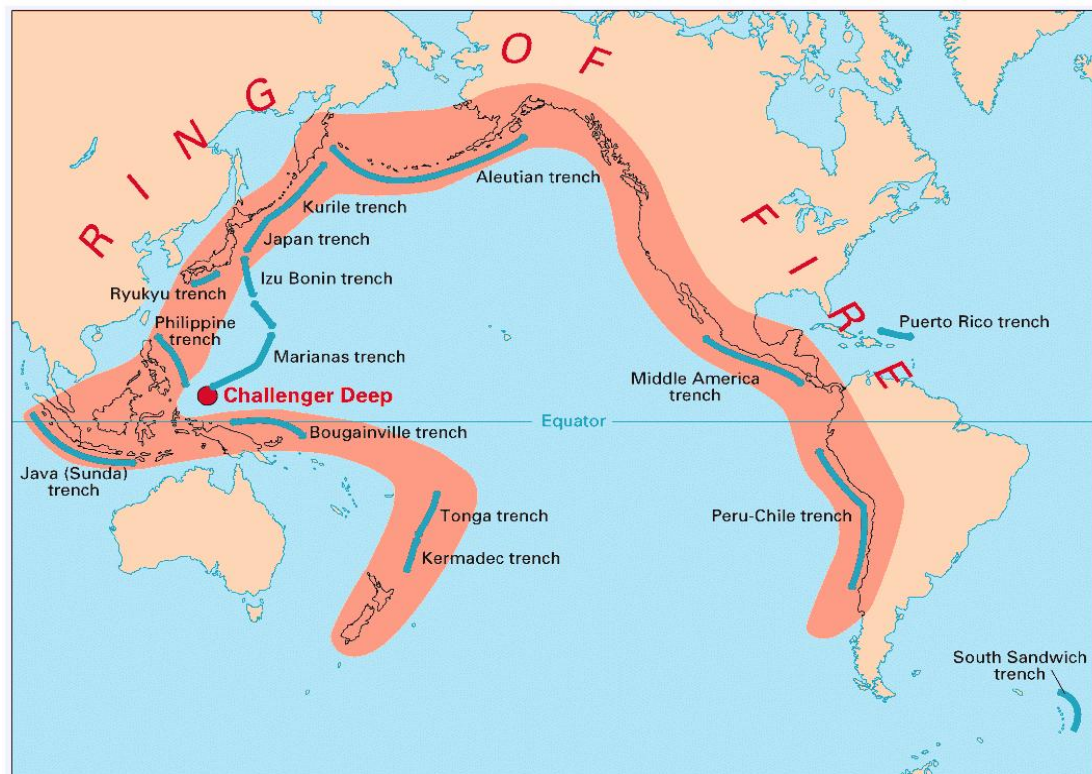 RING OF FIRE
Aleutian trench
Kurile trench
Japan trench
Izu Bonin trench
Ryukyu trench
Philippine
trench
Marianas trench
Challenger Deep
Puerto Rico trench
Middle America
trench
Equator
Bougainville trench
Java (Sunda)
trench
Tonga trench
Kermadec trench
Peru-Chile trench
South Sandwich
trench